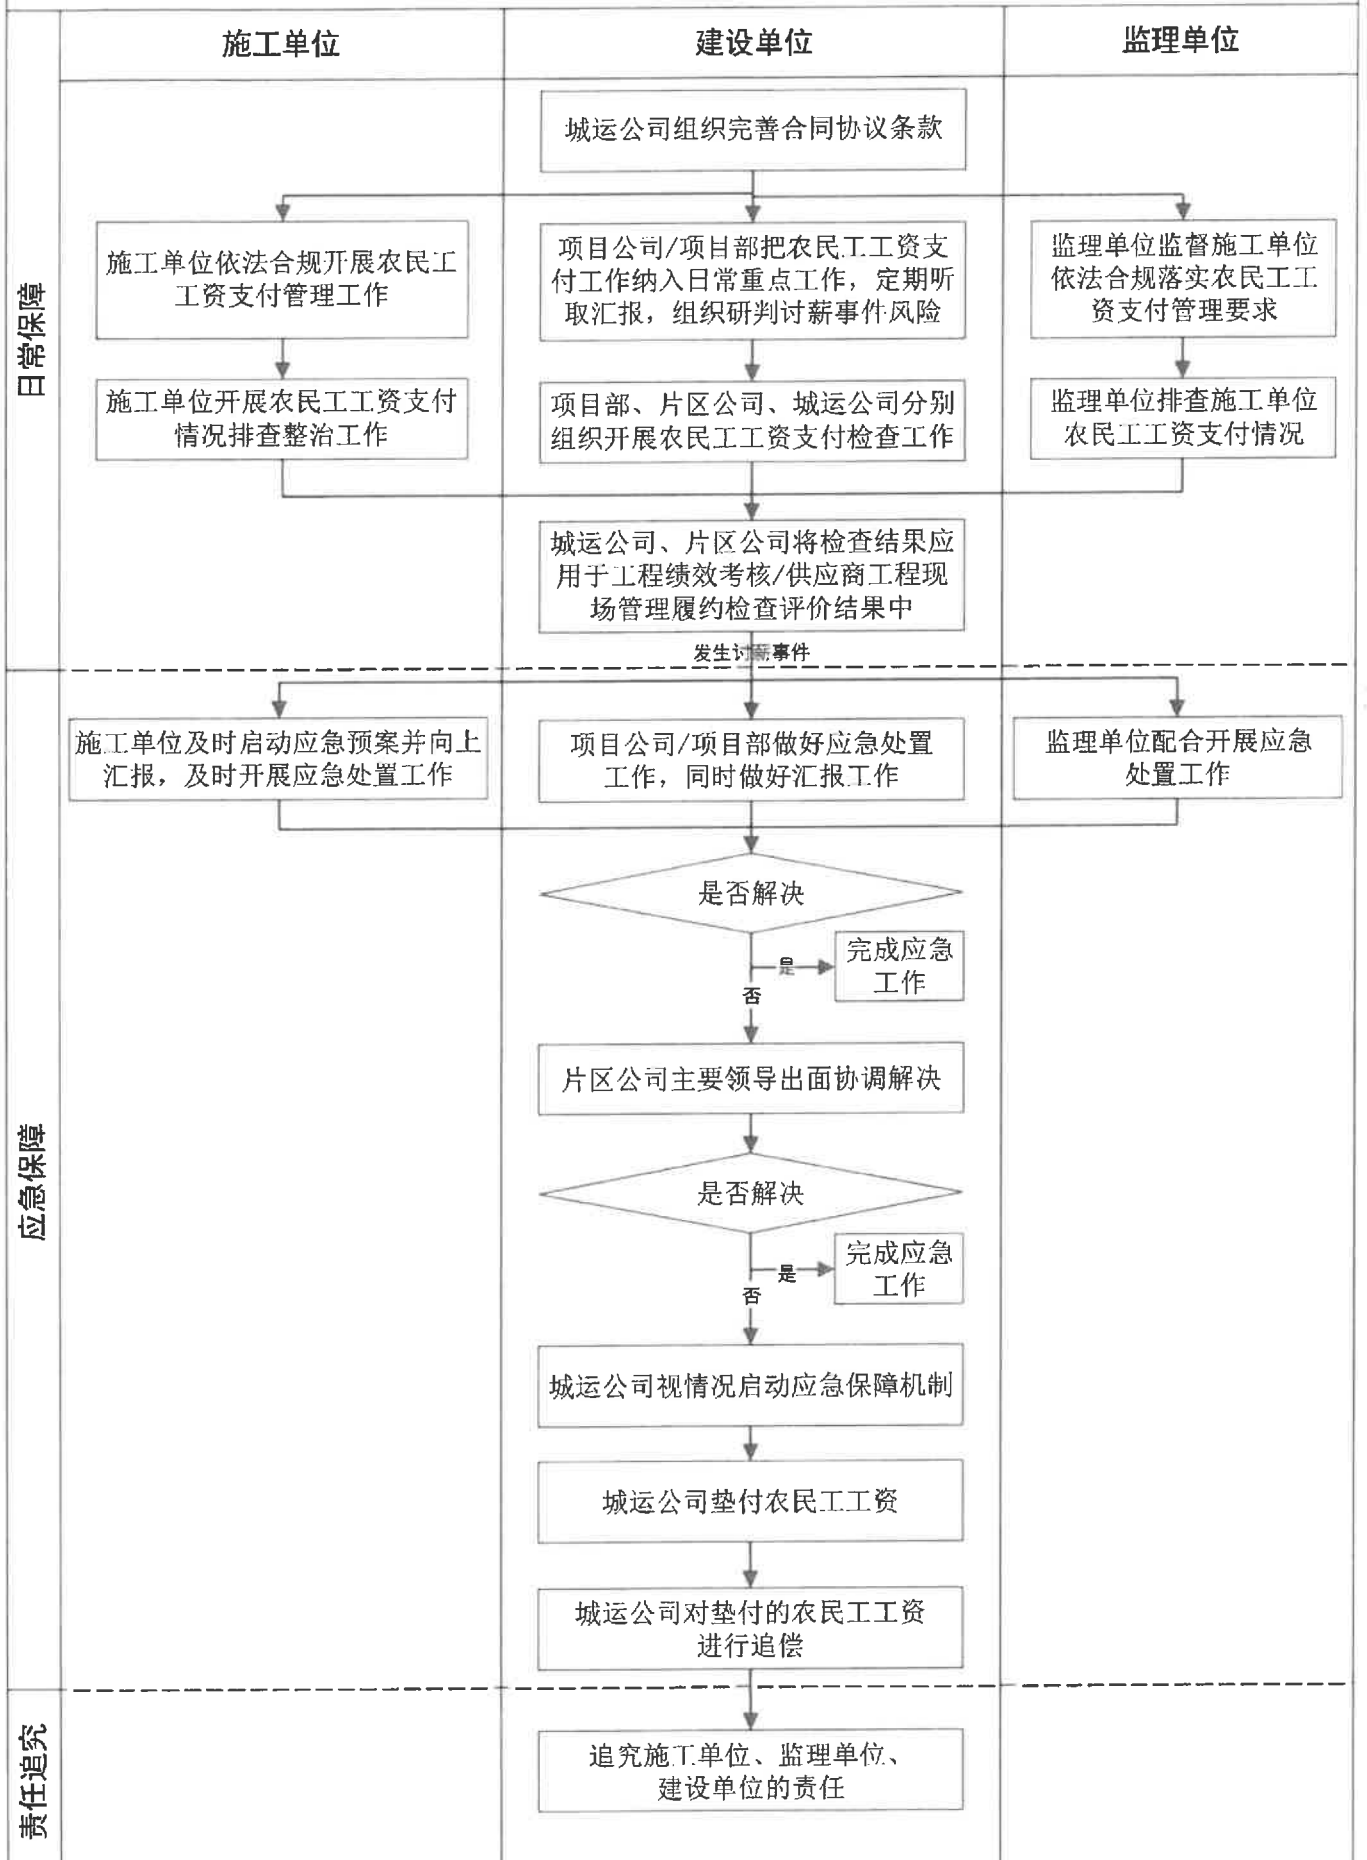 施工单位
建设单位
监理单位
日常保障
城运公司组织完善合同协议条款
施工单位依法合规开展农民工
工资支付管理工作
项目公司/项目部把农民工工资支
付工作纳入日常重点工作，定期听
取汇报，组织研判讨薪事件风险
监理单位监督施工单位
依法合规落实农民工工
资支付管理要求
施工单位开展农民工工资支付
情况排查整治工作
项目部、片区公司、城运公司分别
组织开展农民工工资支付检查工作
监理单位排查施工单位
农民工工资支付情况
城运公司、片区公司将检查结果应
用于工程绩效考核/供应商工程现
场管理履约检查评价结果中
发生讨薪事件
应急保障
施工单位及时启动应急预案并向上
汇报，及时开展应急处置工作
项目公司/项目部做好应急处置
工作，同时做好汇报工作
监理单位配合开展应急
处置工作
是否解决
是
完成应急
工作
否
片区公司主要领导出面协调解决
是否解决
是
完成应急
工作
否
城运公司视情况启动应急保障机制
城运公司垫付农民工工资
城运公司对垫付的农民工工资
进行追偿
责任追究
追究施工单位、监理单位、
建设单位的责任